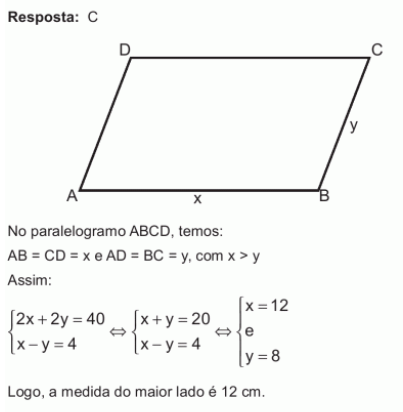 Resposta: C
D
C
y
A
x
B
No paralelogramo ABCD, temos:
AB = CD = x e AD = BC = y, com x > y
Assim:
{2x + 2y = 40 ⇔ {x + y = 20 ⇔ {x = 12
x − y = 4 x − y = 4 e
y = 8
Logo, a medida do maior lado é 12 cm.